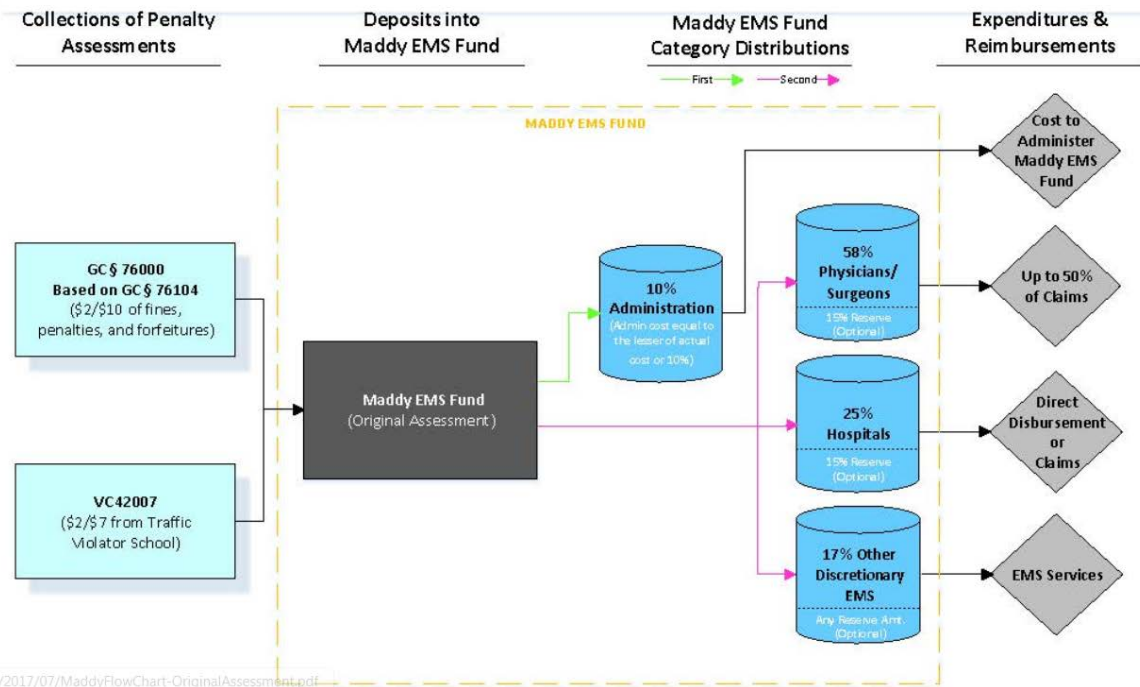 Collections of Penalty
Assessments
Deposits into
Maddy EMS Fund
Maddy EMS Fund
Category Distributions
First
Second
Expenditures &
Reimbursements
MADDY EMS FUND
GC § 76000
Based on GC § 76104
($2/$10 of fines,
penalties, and forfeitures)
VC42007
($2/$7 from Traffic
Violator School)
Maddy EMS Fund
(Original Assessment)
10%
Administration
(Admin cost equal to
the lesser of actual
cost or 10%)
58%
Physicians/
Surgeons
15% Reserve
(Optional)
25%
Hospitals
15% Reserve
(Optional)
17% Other
Discretionary
EMS
Any Reserve Amt.
(Optional)
Cost to
Administer
Maddy EMS
Fund
Up to 50%
of Claims
Direct
Disbursement
or
Claims
EMS Services
/2017/07/MaddyFlowChart-OriginalAssessment.pdf